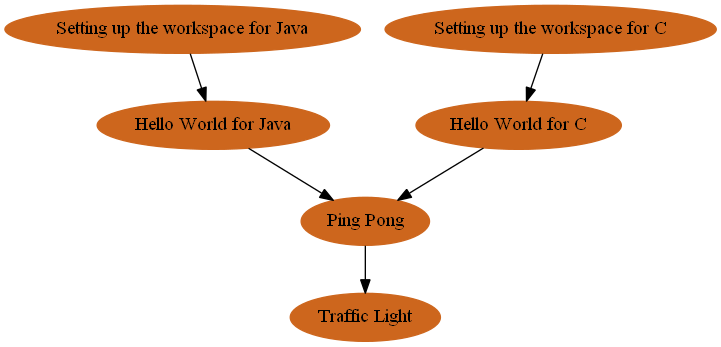 Setting up the workspace for Java
Setting up the workspace for C
Hello World for Java
Hello World for C
Ping Pong
Traffic Light